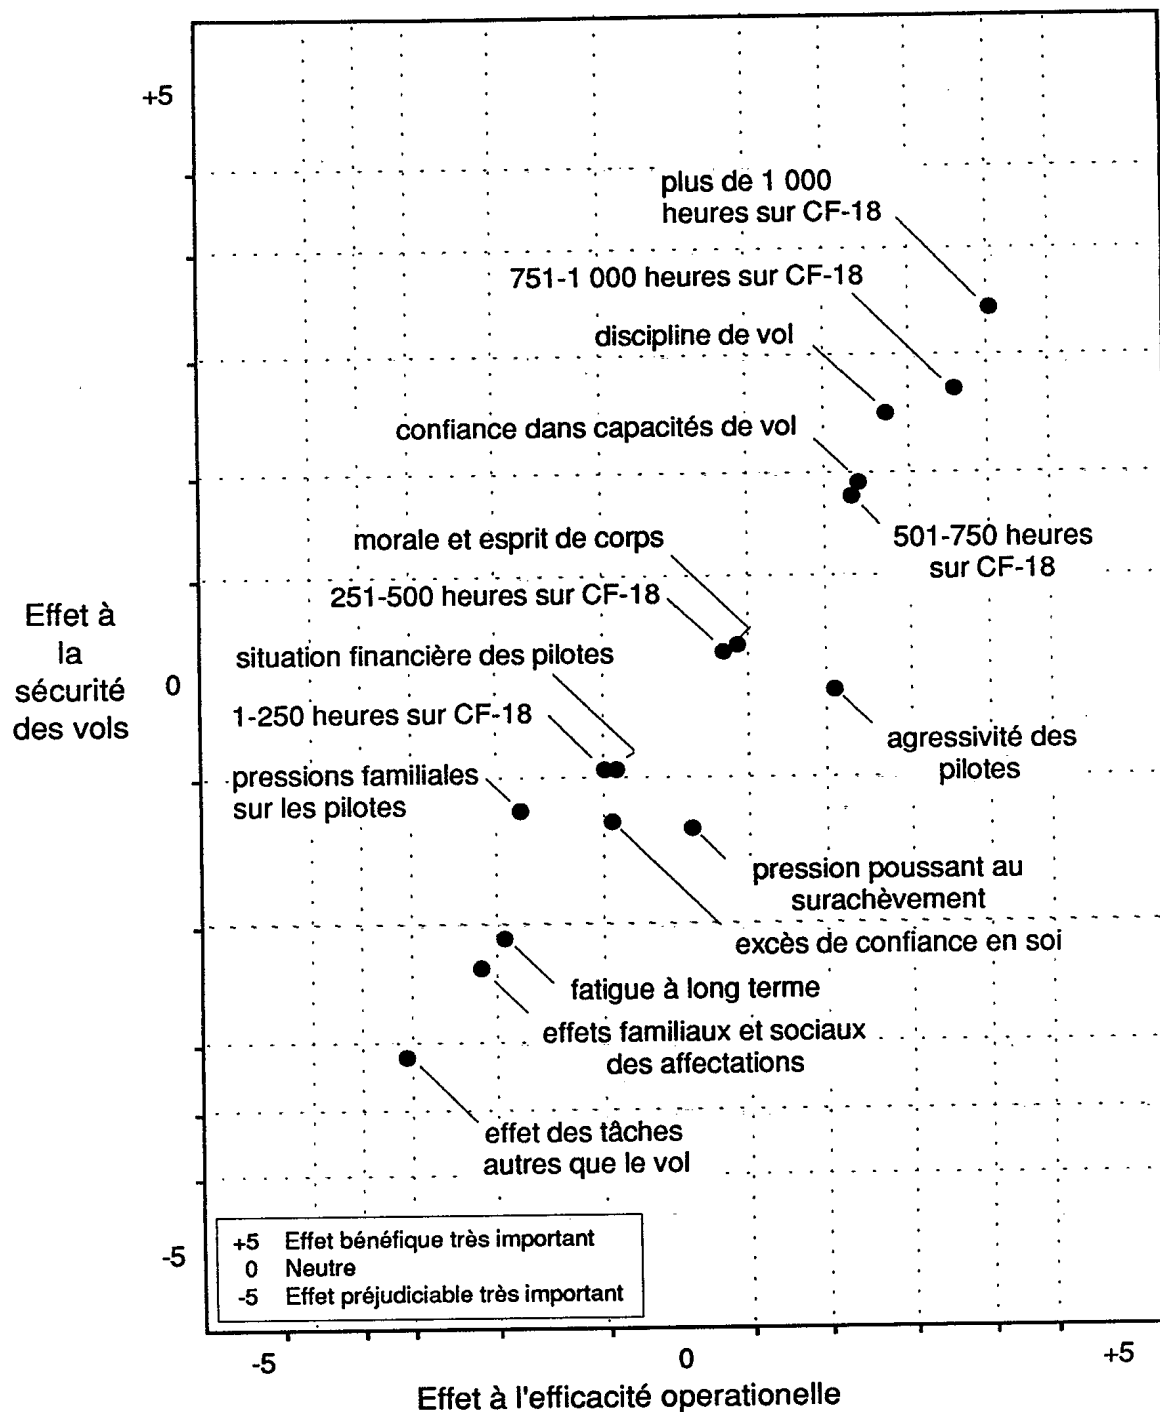 +5
plus de 1 000
heures sur CF-18
751-1 000 heures sur CF-18
discipline de vol
confiance dans capacités de vol
501-750 heures
sur CF-18
morale et esprit de corps
251-500 heures sur CF-18
Effet à
la
sécurité
des vols
0
situation financière des pilotes
1-250 heures sur CF-18
agressivité des
pilotes
pressions familiales
sur les pilotes
pression poussant au
surachèvement
excès de confiance en soi
fatigue à long terme
effets familiaux et sociaux
des affectations
effet des tâches
autres que le vol
-5
+5 Effet bénéfique très important
0 Neutre
-5 Effet préjudiciable très important
-5
0
+5
Effet à l'efficacité operationelle